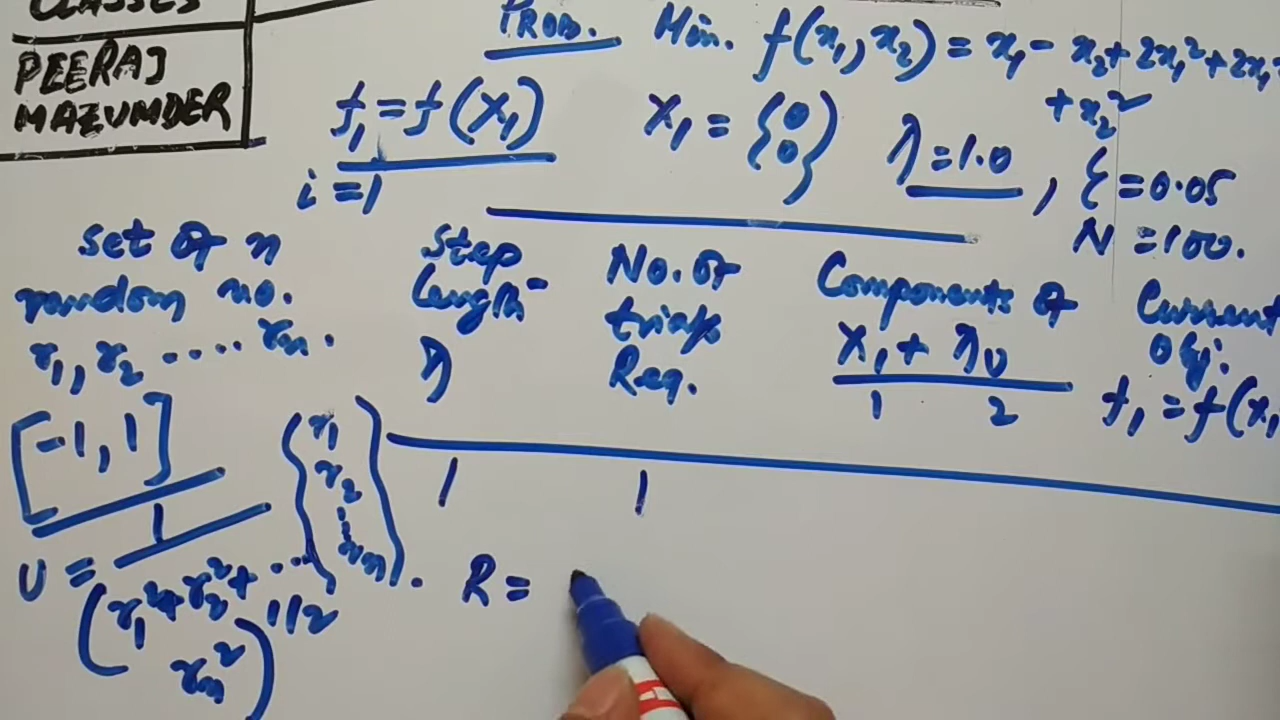 CLASSES
PEERAJ
MAZUMDER
PROB. Min. f(x₁, x₂) = x₁ - x₂ + 2x₁² + 2x₁
+ x₂²
f₁ = f(X₁)
X₁ = {0 0}
λ = 1.0, ε = 0.05
i = 1
N = 100.
set of n
random no.
r₁, r₂ .... rₙ.
[-1, 1]
Step
length
λ
No. of
trials
Req.
Components of
X₁ + λu
1 2
Current
obj.
f₁ = f(X₁
1 1
u = 1 / (r₁² + r₂² + ... rₙ²)^1/2 {r₁ r₂ ⋮ rₙ}.
R =